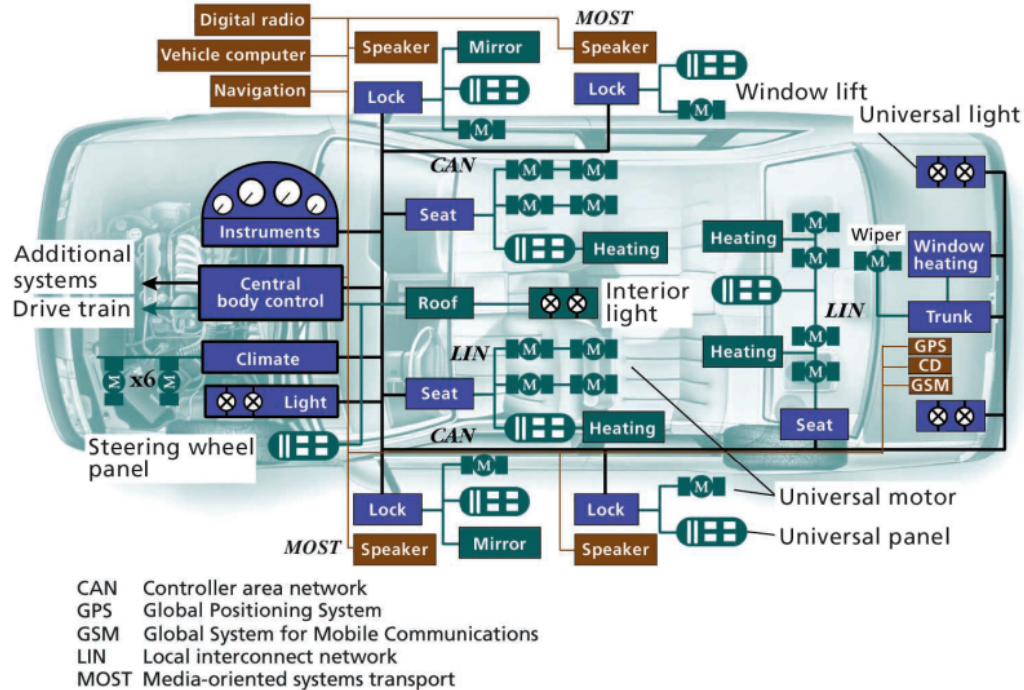 Digital radio
Vehicle computer
Navigation
Speaker
Mirror
MOST
Speaker
Lock
M
Lock
M
Window lift
Universal light
CAN
M M
Seat
M M
Heating
Instruments
Heating
M
M
Wiper
M
Window
heating
Additional
systems
Drive train
Central
body control
Roof
Interior
light
LIN
Trunk
M x6 M
Climate
LIN
M M
Seat
M M
CAN
Heating
Heating
M
M
GPS
CD
GSM
Light
Seat
Steering wheel
panel
M
Lock
Mirror
MOST
Speaker
Lock
M
Speaker
Universal motor
Universal panel
CAN Controller area network
GPS Global Positioning System
GSM Global System for Mobile Communications
LIN Local interconnect network
MOST Media-oriented systems transport